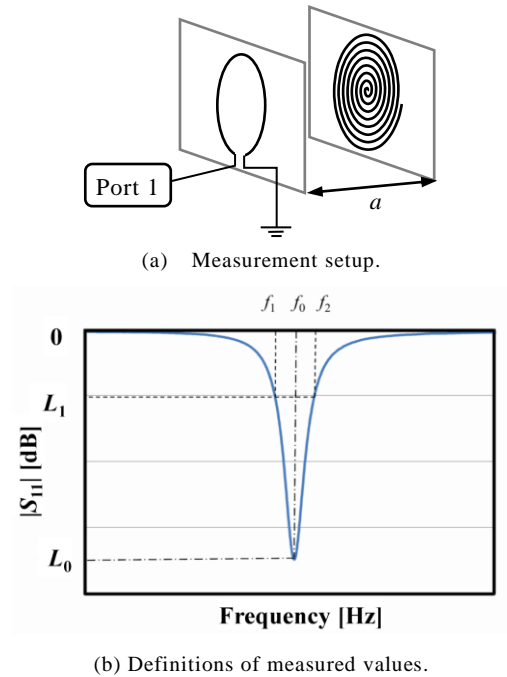 Port 1
a
(a) Measurement setup.
f1 f0 f2
0
L1
|S11| [dB]
L0
Frequency [Hz]
(b) Definitions of measured values.